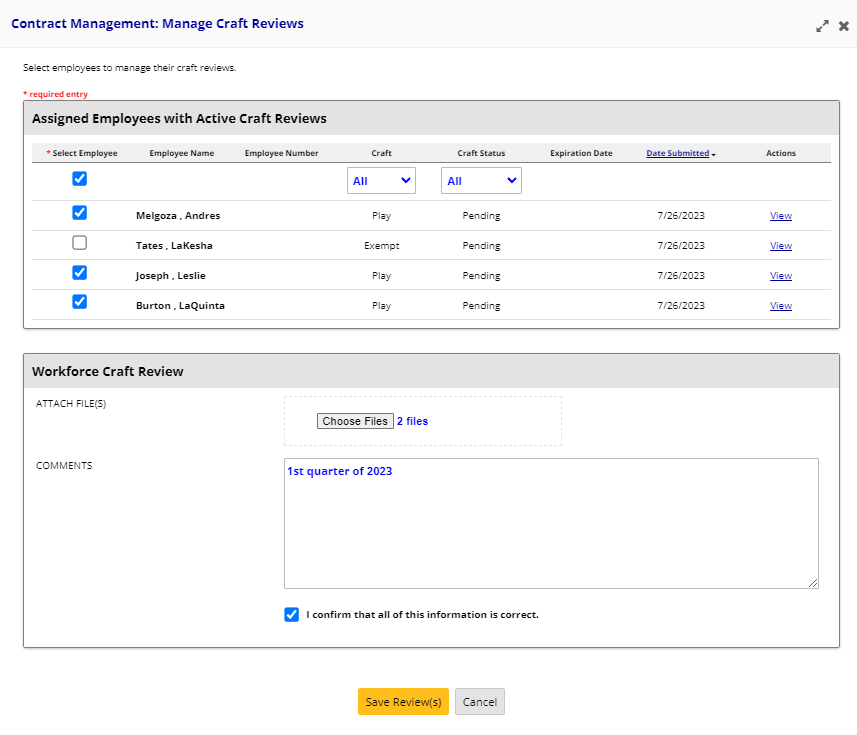 Contract Management: Manage Craft Reviews
Select employees to manage their craft reviews.
* required entry
Assigned Employees with Active Craft Reviews
* Select Employee Employee Name Employee Number Craft Craft Status Expiration Date Date Submitted Actions
All All
Melgoza , Andres Play Pending 7/26/2023 View
Tates , LaKesha Exempt Pending 7/26/2023 View
Joseph , Leslie Play Pending 7/26/2023 View
Burton , LaQuinta Play Pending 7/26/2023 View
Workforce Craft Review
ATTACH FILE(S)
Choose Files 2 files
COMMENTS
1st quarter of 2023
I confirm that all of this information is correct.
Save Review(s) Cancel